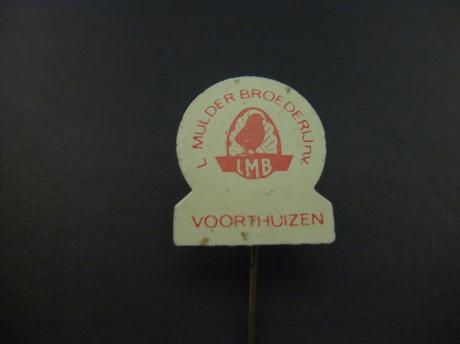 L. MULDER BROEDERIJ n.v.
LMB
VOORTHUIZEN